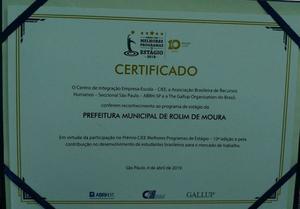 MELHORES PROGRAMAS
ESTÁGIO
10
CERTIFICADO
O Centro de Integração Empresa-Escola - CIEE, a Associação Brasileira de Recursos
Humanos - Seccional São Paulo - ABRH-SP e a The Gallup Organization do Brasil,
conferem reconhecimento ao programa de estágio da
PREFEITURA MUNICIPAL DE ROLIM DE MOURA
Em virtude da participação no Prêmio CIEE Melhores Programas de Estágio - 10ª edição e pela
contribuição no desenvolvimento de estudantes brasileiros para o mercado de trabalho.
São Paulo, 4 de abril de 2019
ABRH SP
GALLUP